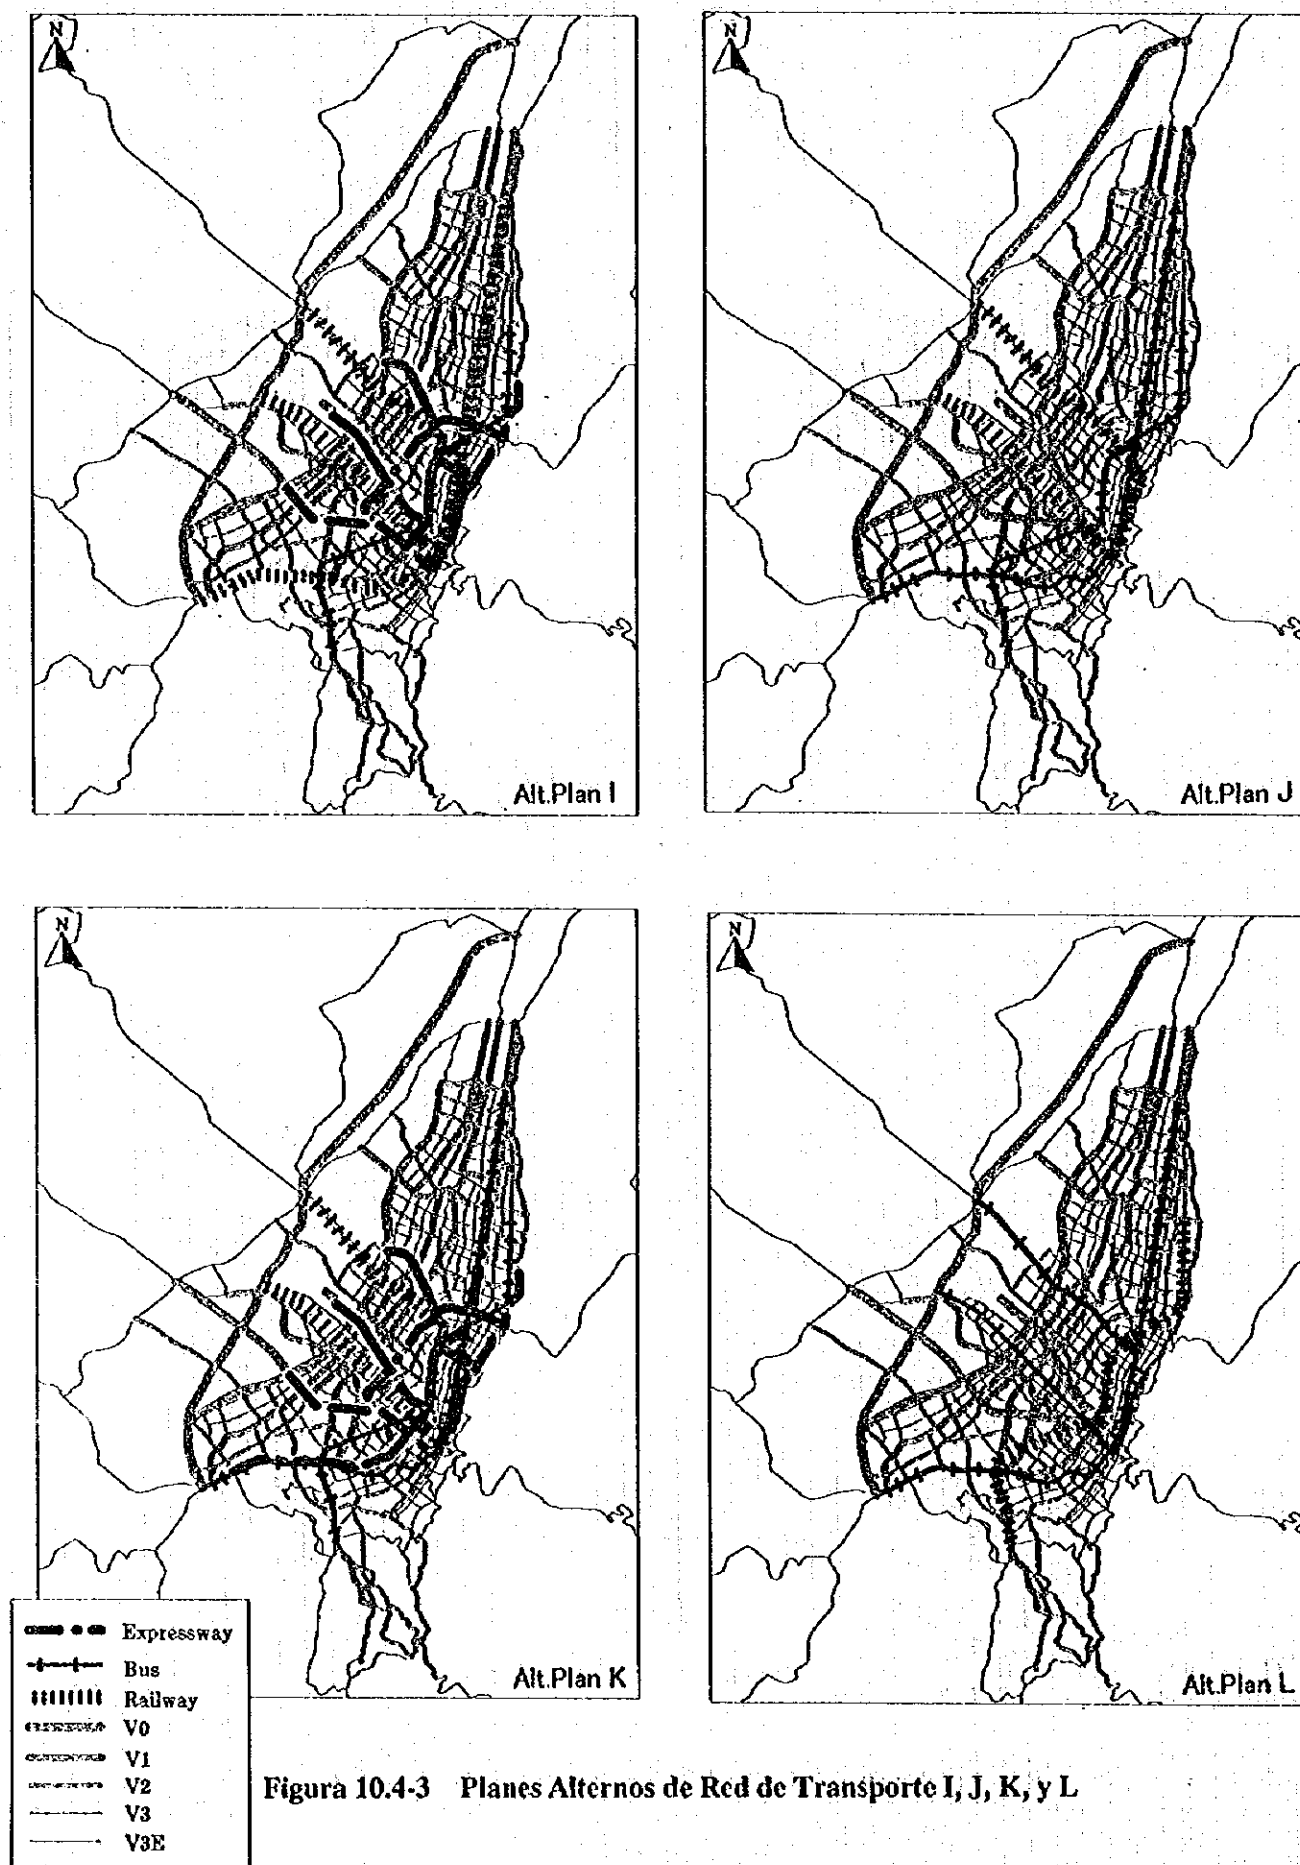 N
N
Alt.Plan I
Alt.Plan J
N
N
Alt.Plan K
Alt.Plan L
Expressway
Bus
Railway
V0
V1
V2
V3
V3E
Figura 10.4-3 Planes Alternos de Red de Transporte I, J, K, y L